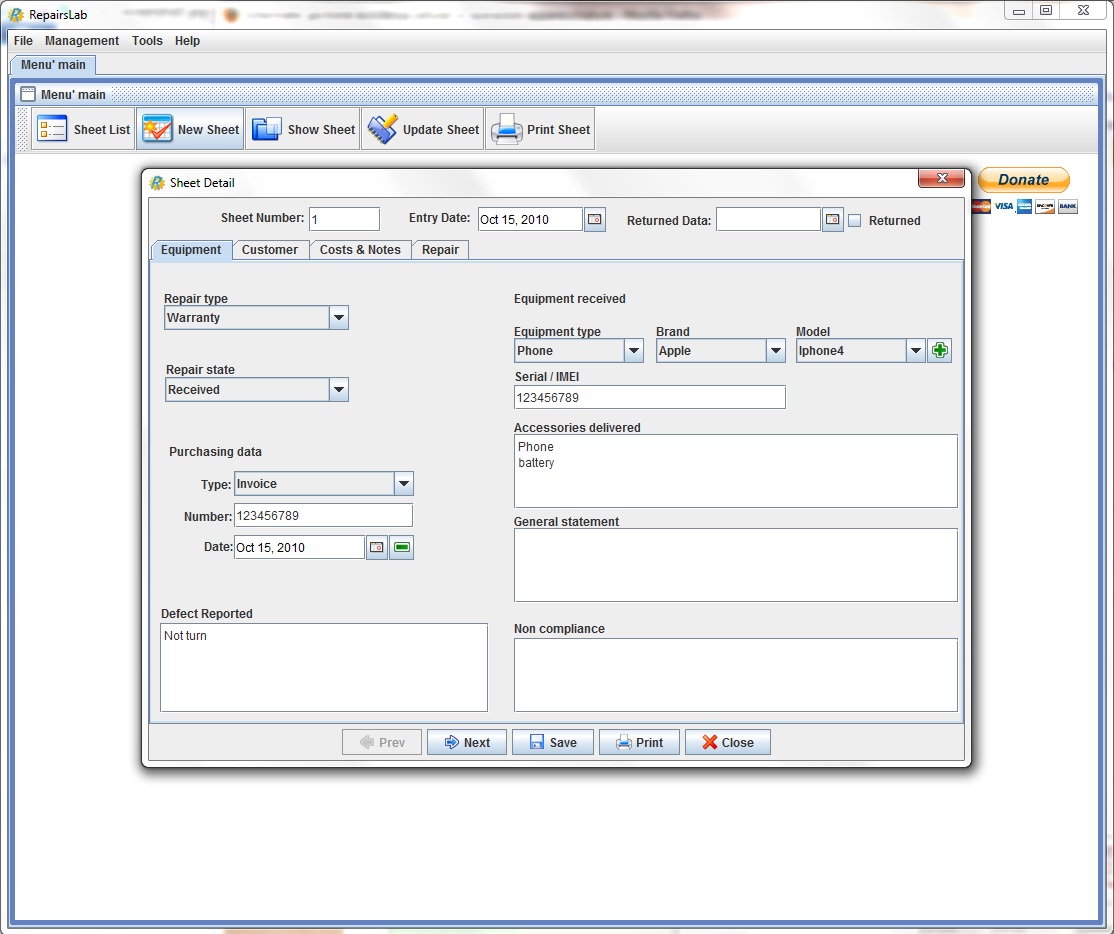 RepairsLab
File Management Tools Help
Menu' main
Menu' main
Sheet List New Sheet Show Sheet Update Sheet Print Sheet
Donate
VISA BANK
Sheet Detail
Sheet Number: 1 Entry Date: Oct 15, 2010 Returned Data: Returned
Equipment Customer Costs & Notes Repair
Repair type
Warranty
Repair state
Received
Purchasing data
Type: Invoice
Number: 123456789
Date: Oct 15, 2010
Defect Reported
Not turn
Equipment received
Equipment type Brand Model
Phone Apple Iphone4
Serial / IMEI
123456789
Accessories delivered
Phone
battery
General statement
Non compliance
Prev Next Save Print Close